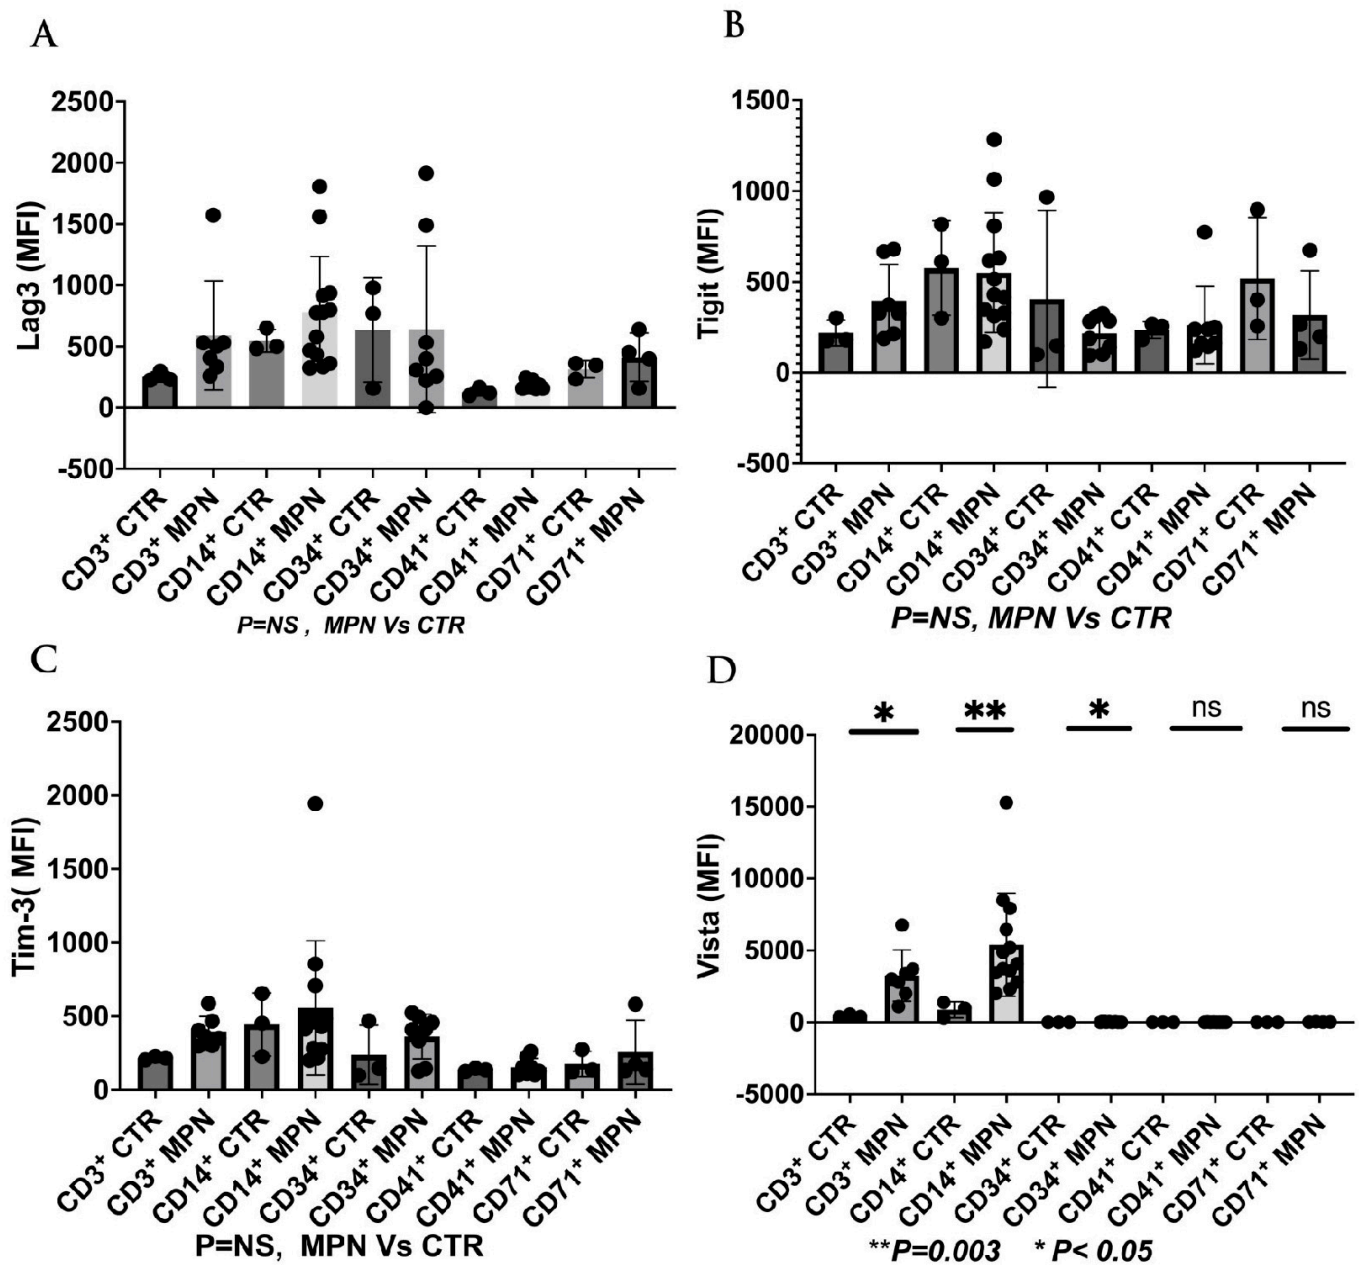 A
2500
2000
1500
1000
500
0
-500
Lag3 (MFI)
CD3⁺ CTR
CD3⁺ MPN
CD14⁺ CTR
CD14⁺ MPN
CD34⁺ CTR
CD34⁺ MPN
CD41⁺ CTR
CD41⁺ MPN
CD71⁺ CTR
CD71⁺ MPN
P=NS , MPN Vs CTR
B
1500
1000
500
0
-500
Tigit (MFI)
CD3⁺ CTR
CD3⁺ MPN
CD14⁺ CTR
CD14⁺ MPN
CD34⁺ CTR
CD34⁺ MPN
CD41⁺ CTR
CD41⁺ MPN
CD71⁺ CTR
CD71⁺ MPN
P=NS, MPN Vs CTR
C
2500
2000
1500
1000
500
0
Tim-3( MFI)
CD3⁺ CTR
CD3⁺ MPN
CD14⁺ CTR
CD14⁺ MPN
CD34⁺ CTR
CD34⁺ MPN
CD41⁺ CTR
CD41⁺ MPN
CD71⁺ CTR
CD71⁺ MPN
P=NS, MPN Vs CTR
D
* ** * ns ns
20000
15000
10000
5000
0
-5000
Vista (MFI)
CD3⁺ CTR
CD3⁺ MPN
CD14⁺ CTR
CD14⁺ MPN
CD34⁺ CTR
CD34⁺ MPN
CD41⁺ CTR
CD41⁺ MPN
CD71⁺ CTR
CD71⁺ MPN
**P=0.003 * P< 0.05